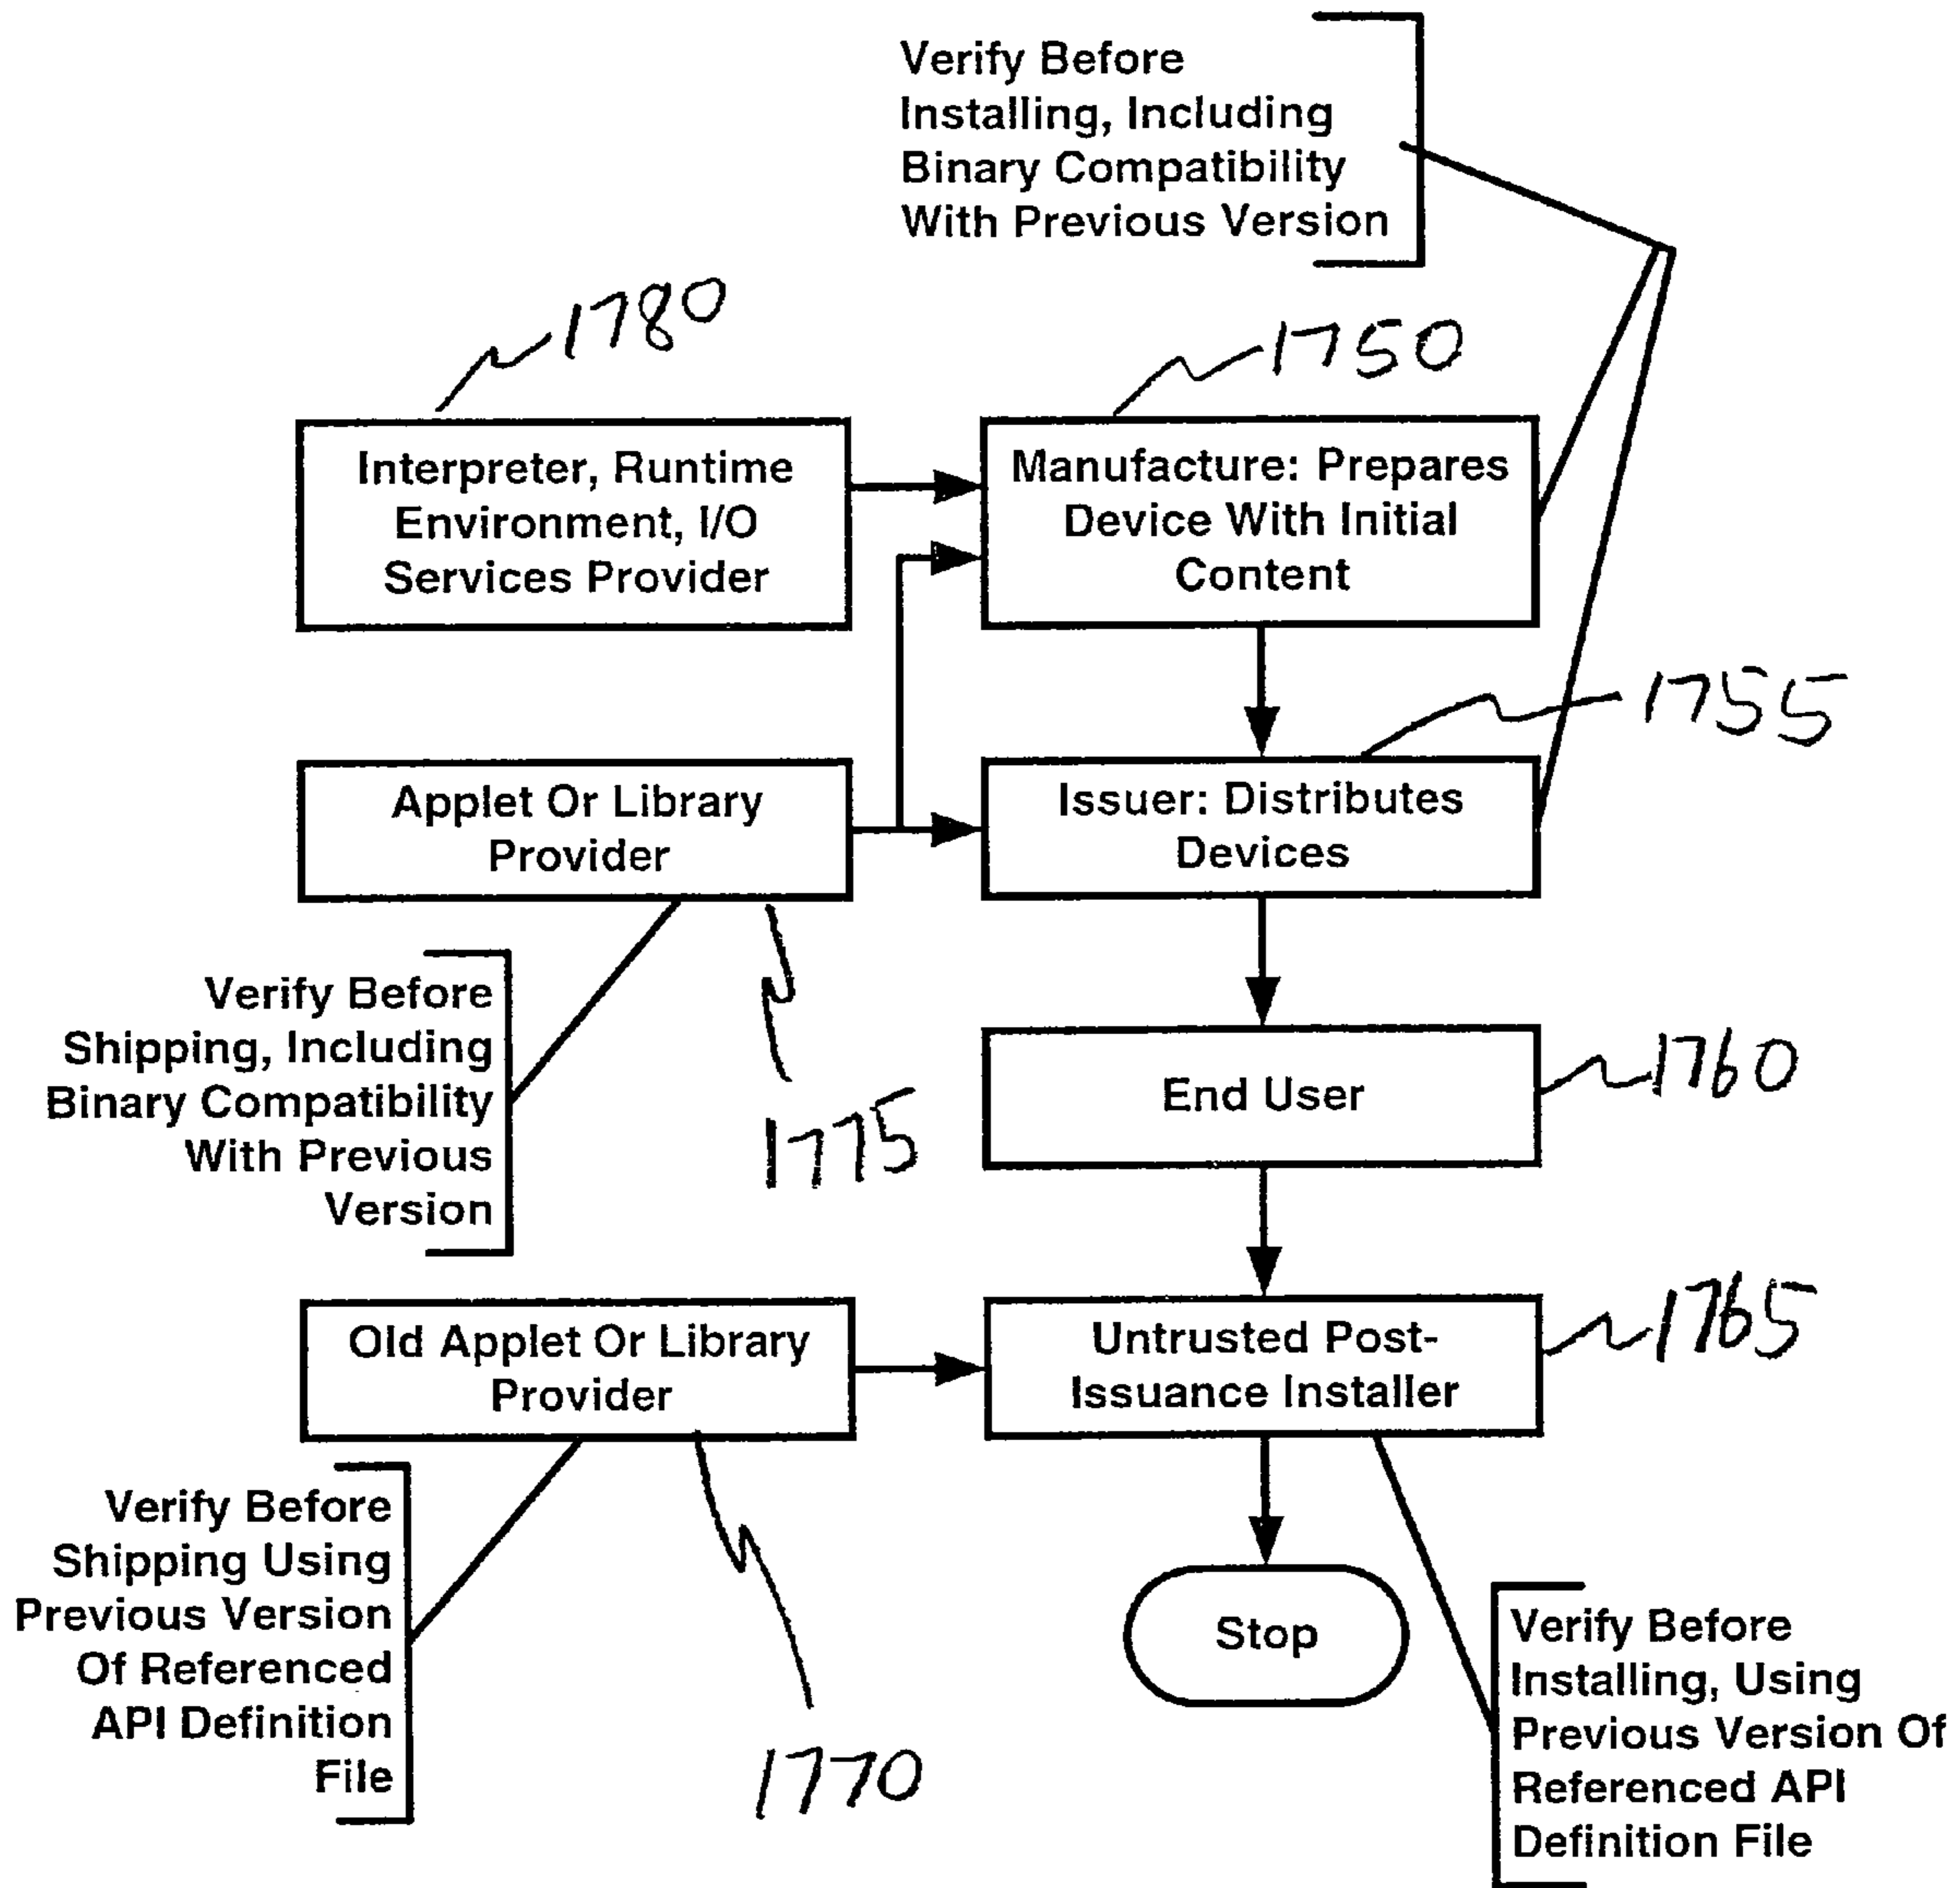 Verify Before
Installing, Including
Binary Compatibility
With Previous Version
1780
1750
Interpreter, Runtime
Environment, I/O
Services Provider
Manufacture: Prepares
Device With Initial
Content
1755
Applet Or Library
Provider
Issuer: Distributes
Devices
Verify Before
Shipping, Including
Binary Compatibility
With Previous
Version
1775
End User
1760
Old Applet Or Library
Provider
Untrusted Post-
Issuance Installer
1765
Verify Before
Shipping Using
Previous Version
Of Referenced
API Definition
File
1770
Stop
Verify Before
Installing, Using
Previous Version Of
Referenced API
Definition File